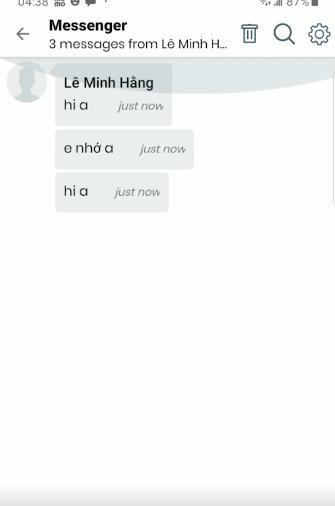 04:38
87%
Messenger
3 messages from Lê Minh H...
Lê Minh Hằng
hi a just now
e nhớ a just now
hi a just now